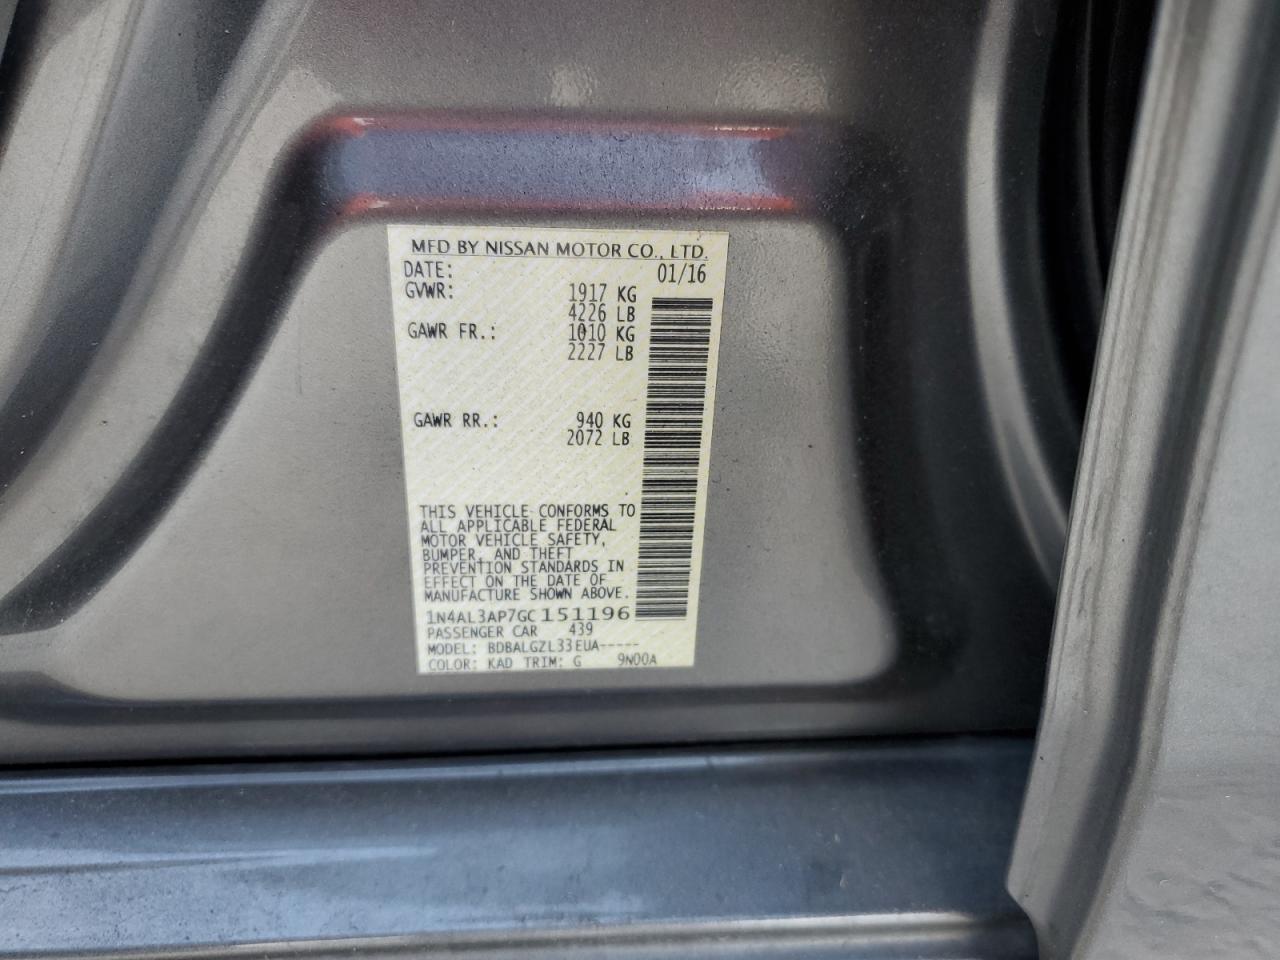 MFD BY NISSAN MOTOR CO., LTD.
DATE: 01/16
GVWR: 1917 KG
4226 LB
GAWR FR.: 1010 KG
2227 LB
GAWR RR.: 940 KG
2072 LB
THIS VEHICLE CONFORMS TO
ALL APPLICABLE FEDERAL
MOTOR VEHICLE SAFETY,
BUMPER, AND THEFT
PREVENTION STANDARDS IN
EFFECT ON THE DATE OF
MANUFACTURE SHOWN ABOVE.
1N4AL3AP7GC151196
PASSENGER CAR 439
MODEL: BDBALGZL33EUA-----
COLOR: KAD TRIM: G 9N00A